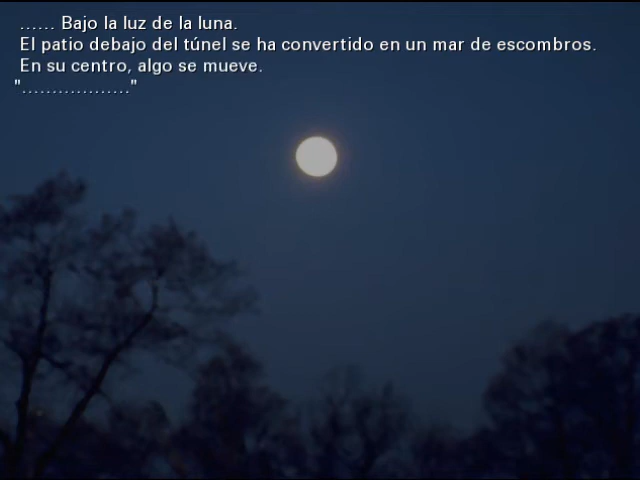 ...... Bajo la luz de la luna.
El patio debajo del túnel se ha convertido en un mar de escombros.
En su centro, algo se mueve.
".................."